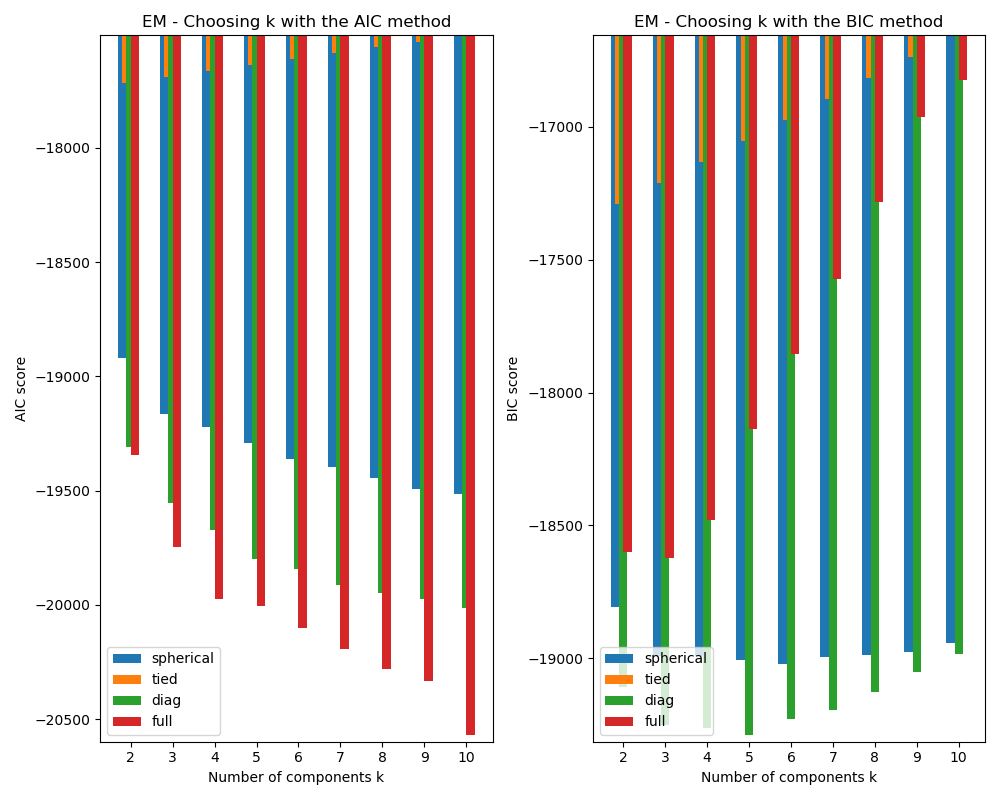 EM - Choosing k with the AIC method
AIC score
−18000
−18500
−19000
−19500
−20000
−20500
spherical
tied
diag
full
2 3 4 5 6 7 8 9 10
Number of components k
EM - Choosing k with the BIC method
BIC score
−17000
−17500
−18000
−18500
−19000
spherical
tied
diag
full
2 3 4 5 6 7 8 9 10
Number of components k